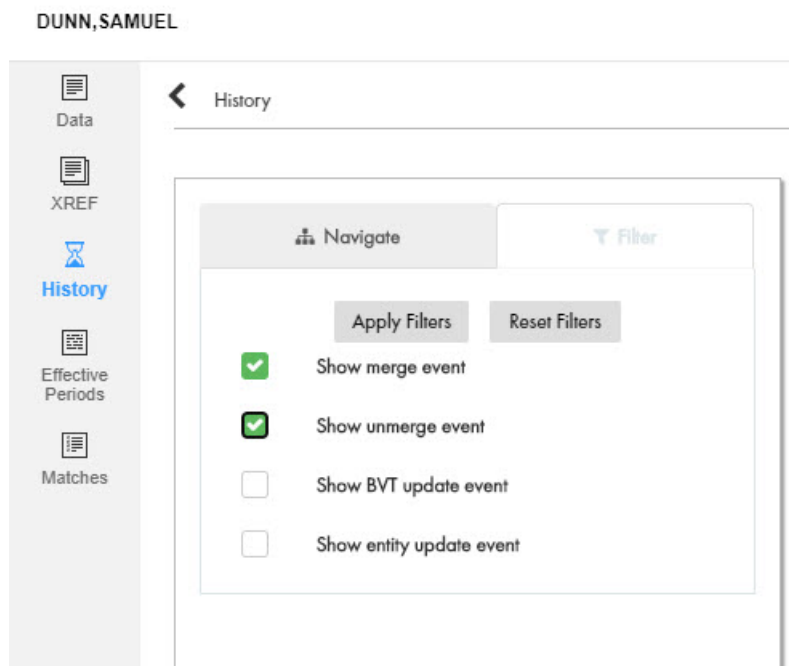 DUNN,SAMUEL
Data
XREF
History
Effective
Periods
Matches
History
Navigate
Filter
Apply Filters
Reset Filters
Show merge event
Show unmerge event
Show BVT update event
Show entity update event